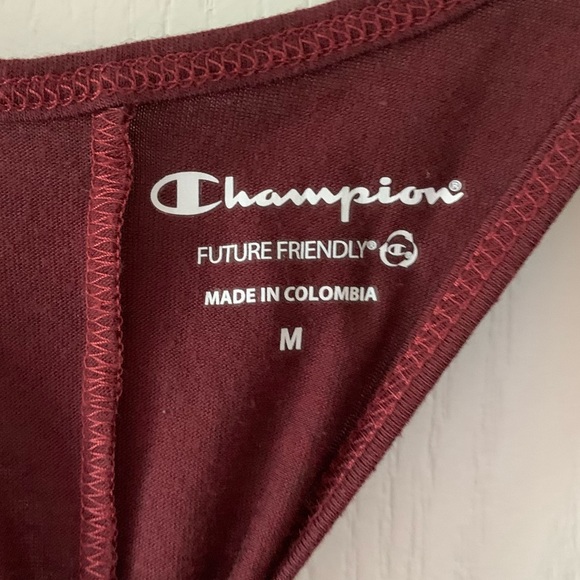 Champion®
FUTURE FRIENDLY®
MADE IN COLOMBIA
M